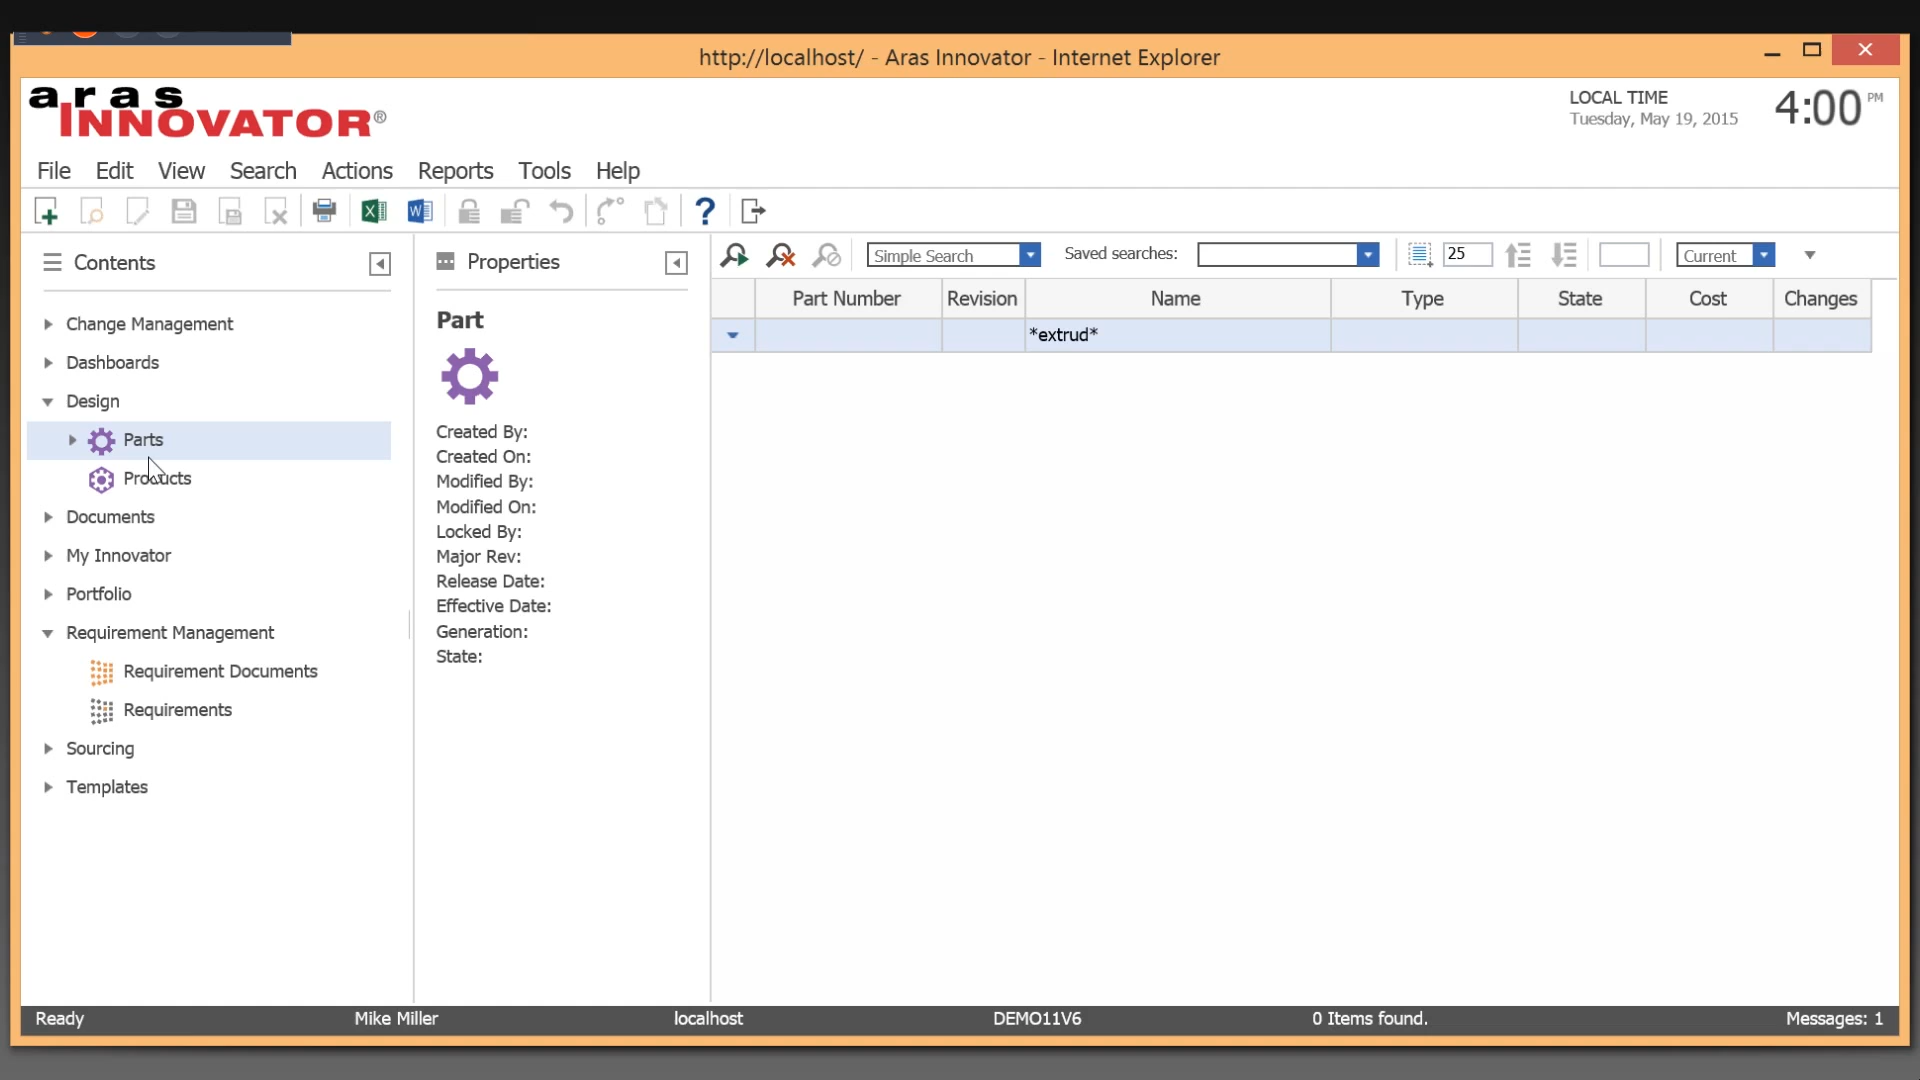 http://localhost/ - Aras Innovator - Internet Explorer
aras
INNOVATOR®
LOCAL TIME
Tuesday, May 19, 2015
4:00 PM
File Edit View Search Actions Reports Tools Help
Contents
Change Management
Dashboards
Design
Parts
Products
Documents
My Innovator
Portfolio
Requirement Management
Requirement Documents
Requirements
Sourcing
Templates
Properties
Part
Created By:
Created On:
Modified By:
Modified On:
Locked By:
Major Rev:
Release Date:
Effective Date:
Generation:
State:
Simple Search Saved searches: 25 Current
Part Number Revision Name Type State Cost Changes
*extrud*
Ready Mike Miller localhost DEMO11V6 0 Items found. Messages: 1